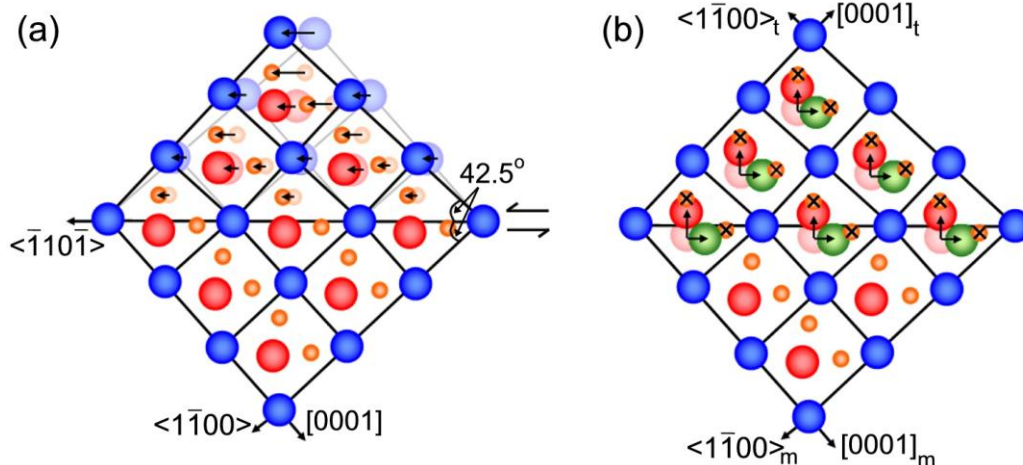 (a)
42.5°
<1̅101̅>
<11̅00>
[0001]
(b)
<11̅00>t
[0001]t
<11̅00>m
[0001]m